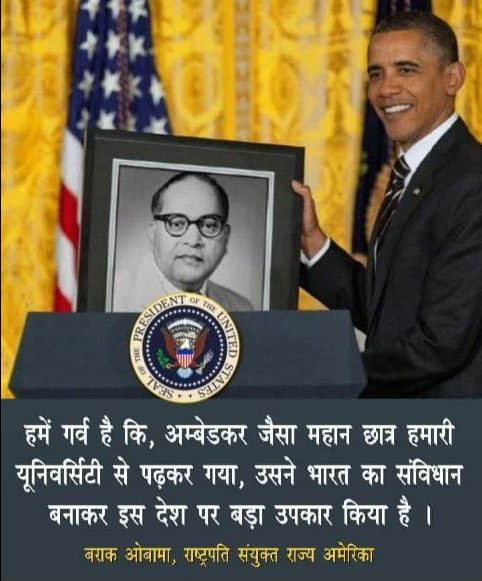 SEAL OF THE PRESIDENT OF THE UNITED STATES
हमें गर्व है कि, अम्बेडकर जैसा महान छात्र हमारी
यूनिवर्सिटी से पढ़कर गया, उसने भारत का संविधान
बनाकर इस देश पर बड़ा उपकार किया है ।
बराक ओबामा, राष्ट्रपति संयुक्त राज्य अमेरिका